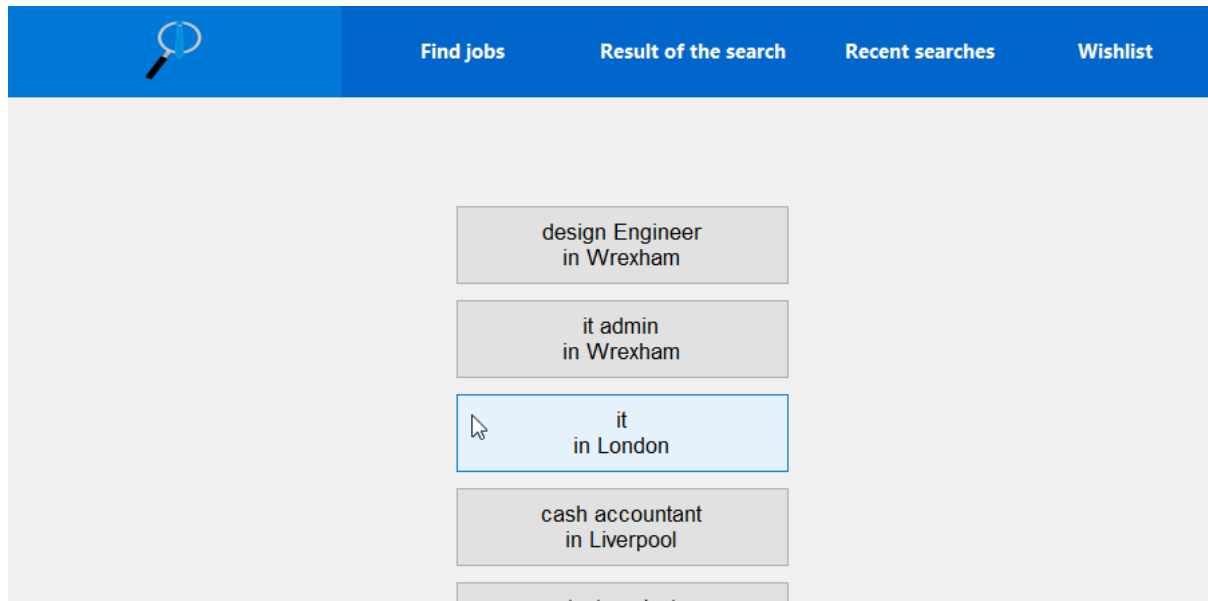 Find jobs
Result of the search
Recent searches
Wishlist
design Engineer
in Wrexham
it admin
in Wrexham
it
in London
cash accountant
in Liverpool